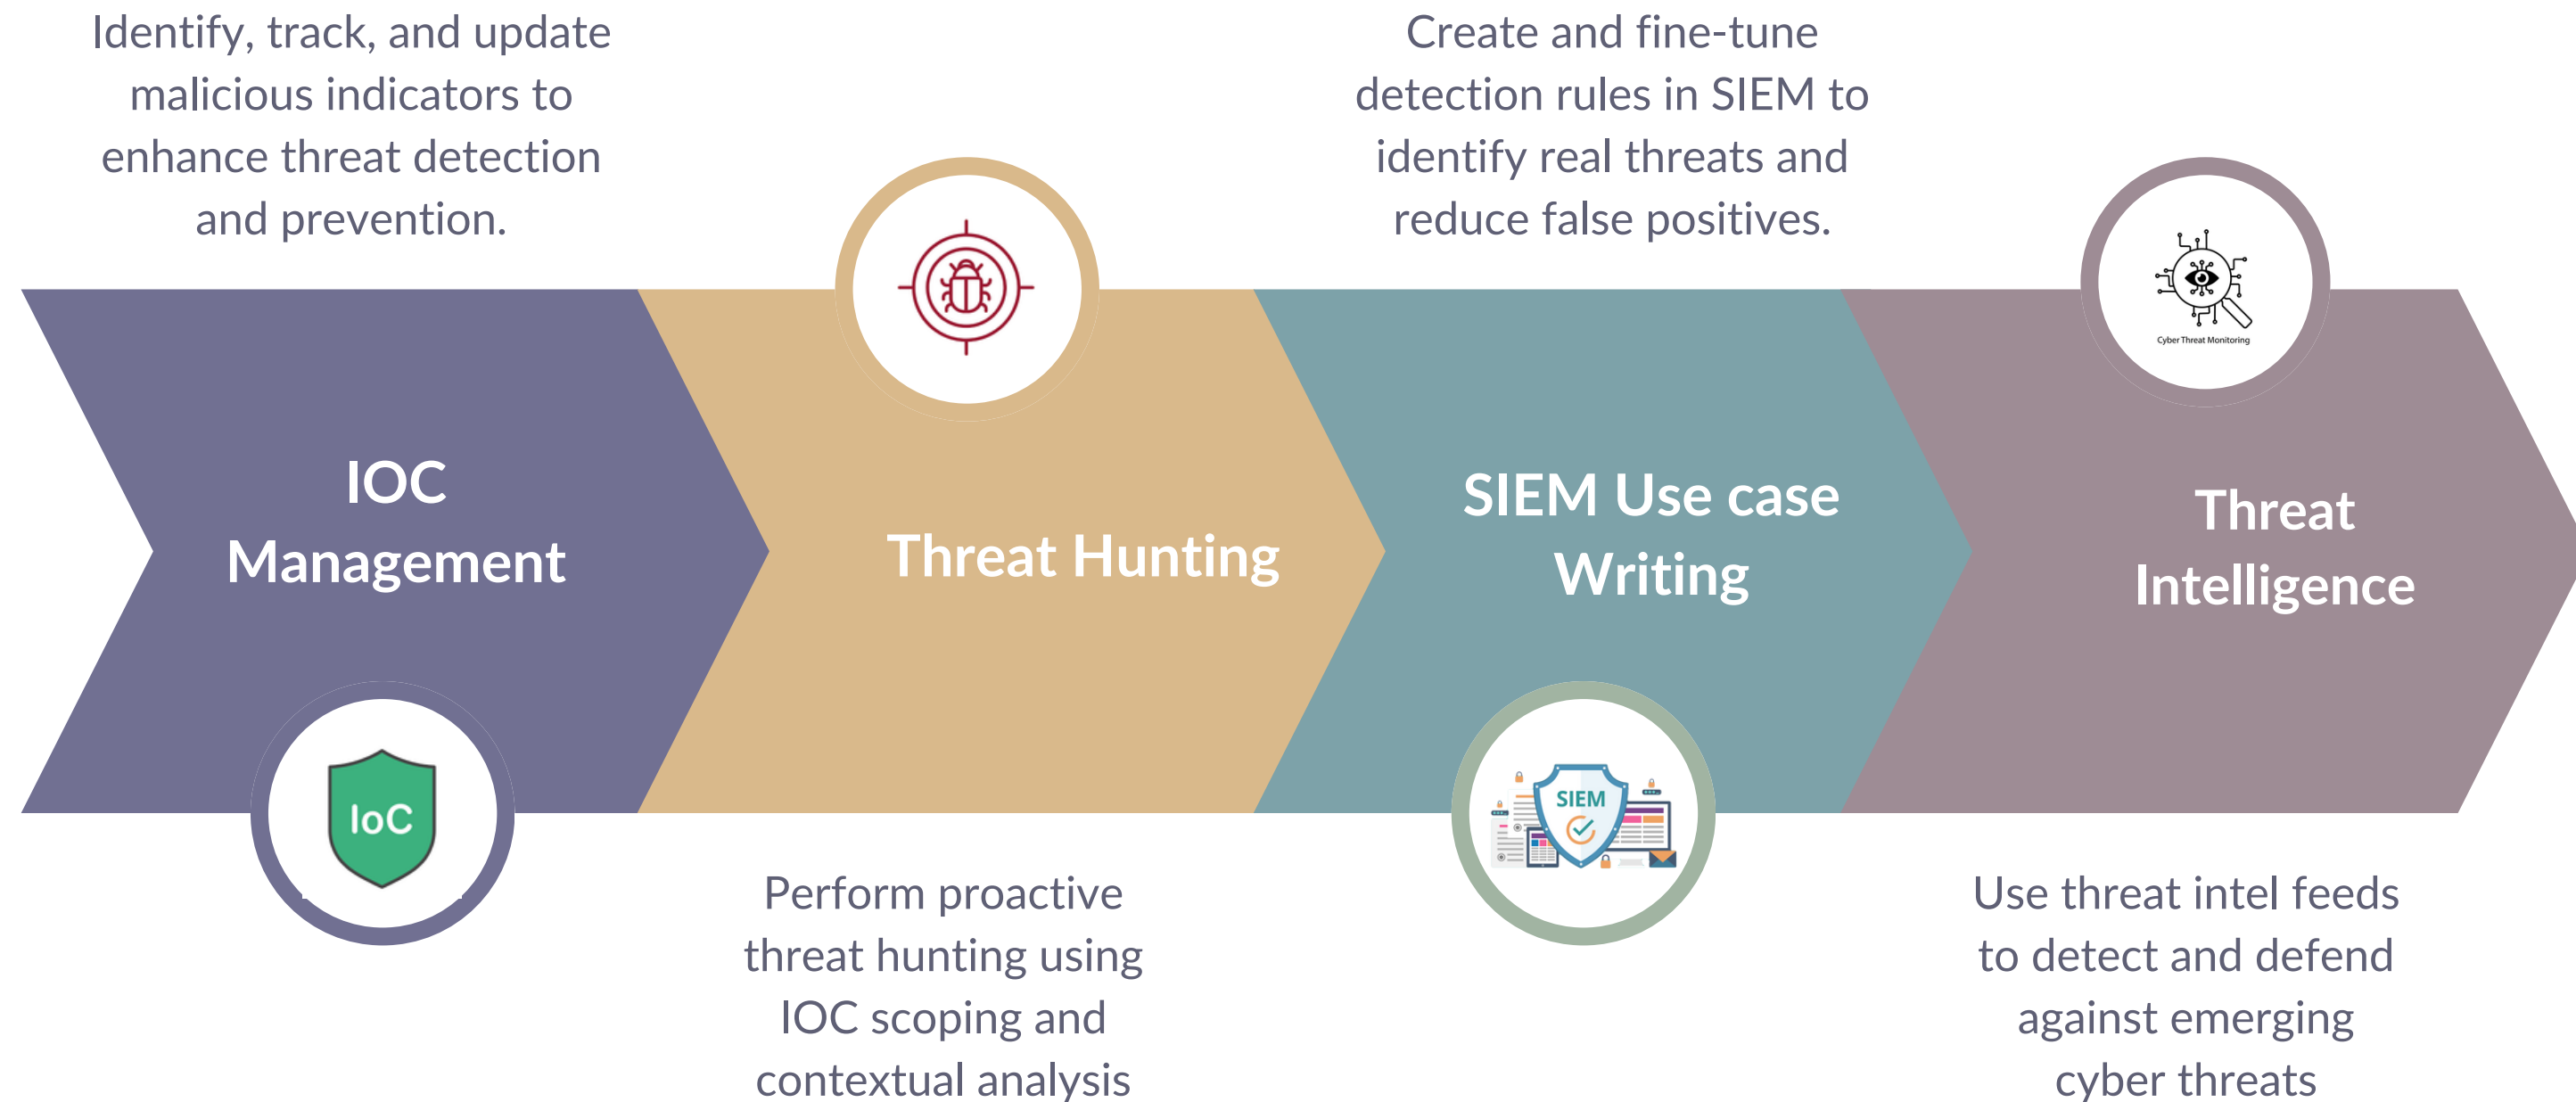 Identify, track, and update
malicious indicators to
enhance threat detection
and prevention.
Create and fine-tune
detection rules in SIEM to
identify real threats and
reduce false positives.
Cyber Threat Monitoring
IOC
Management
Threat Hunting
SIEM Use case
Writing
Threat
Intelligence
IoC
SIEM
Perform proactive
threat hunting using
IOC scoping and
contextual analysis
Use threat intel feeds
to detect and defend
against emerging
cyber threats